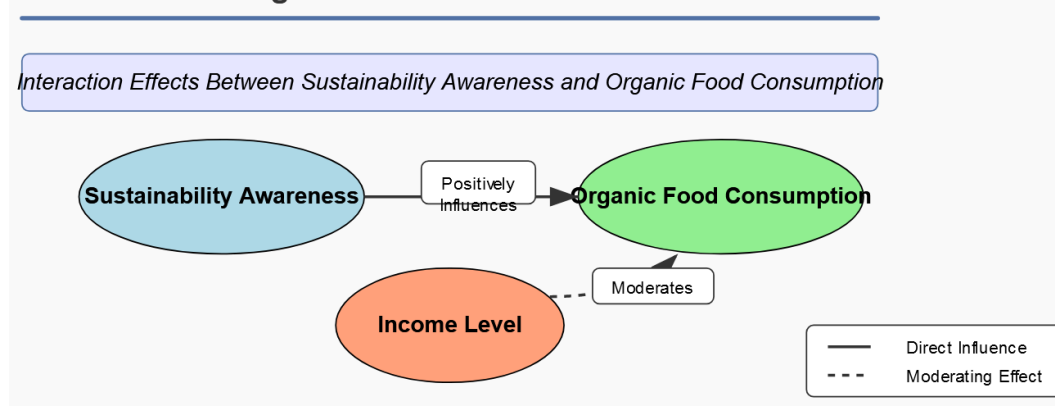 Interaction Effects Between Sustainability Awareness and Organic Food Consumption
Sustainability Awareness
Positively
Influences
Organic Food Consumption
Moderates
Income Level
Direct Influence
Moderating Effect